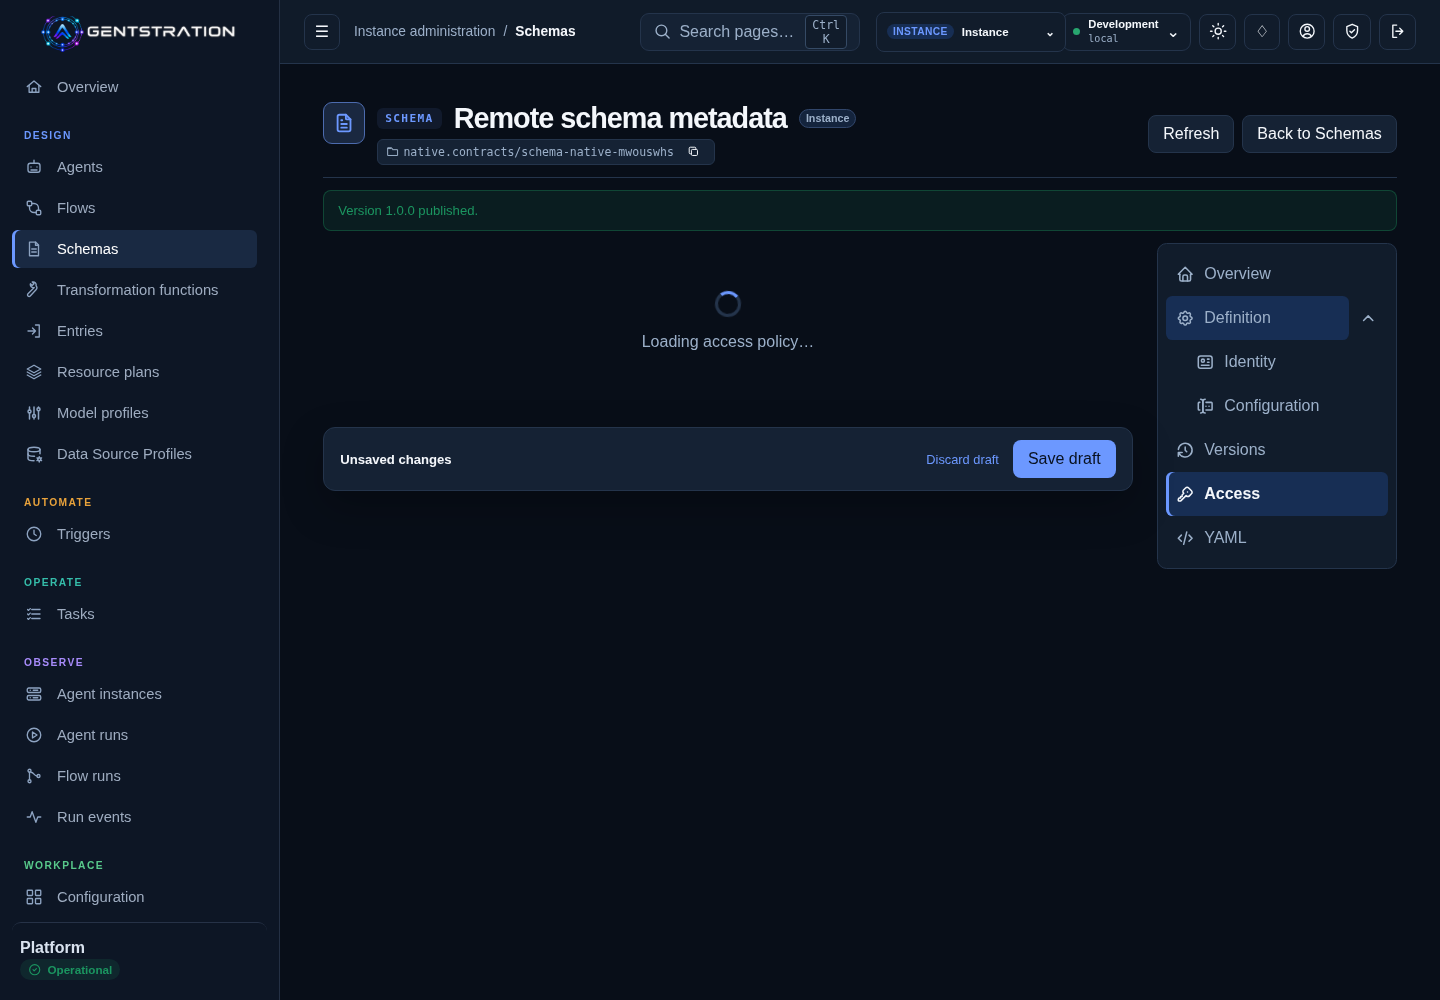 GENTSTRATION
Overview
DESIGN
Agents
Flows
Schemas
Transformation functions
Entries
Resource plans
Model profiles
Data Source Profiles
AUTOMATE
Triggers
OPERATE
Tasks
OBSERVE
Agent instances
Agent runs
Flow runs
Run events
WORKPLACE
Configuration
Platform
Operational
Instance administration / Schemas
Search pages…
Ctrl
K
INSTANCE Instance
Development
local
SCHEMA Remote schema metadata Instance
native.contracts/schema-native-mwouswhs
Refresh
Back to Schemas
Version 1.0.0 published.
Loading access policy…
Unsaved changes
Discard draft
Save draft
Overview
Definition
Identity
Configuration
Versions
Access
YAML